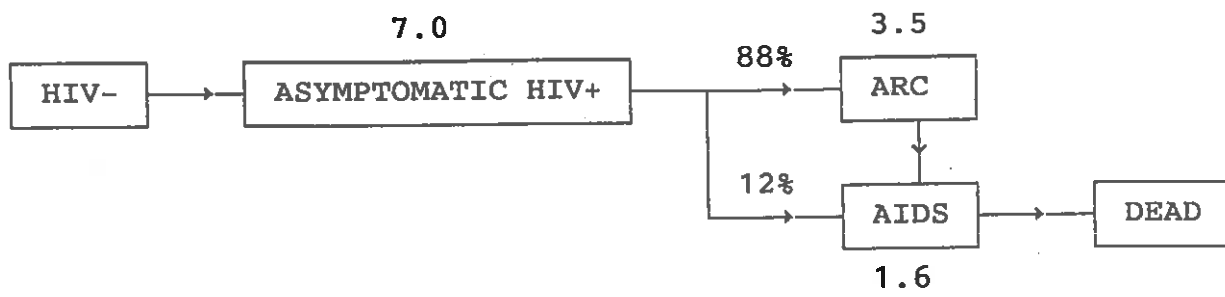 7.0
3.5
88%
HIV-
ASYMPTOMATIC HIV+
ARC
12%
AIDS
DEAD
1.6